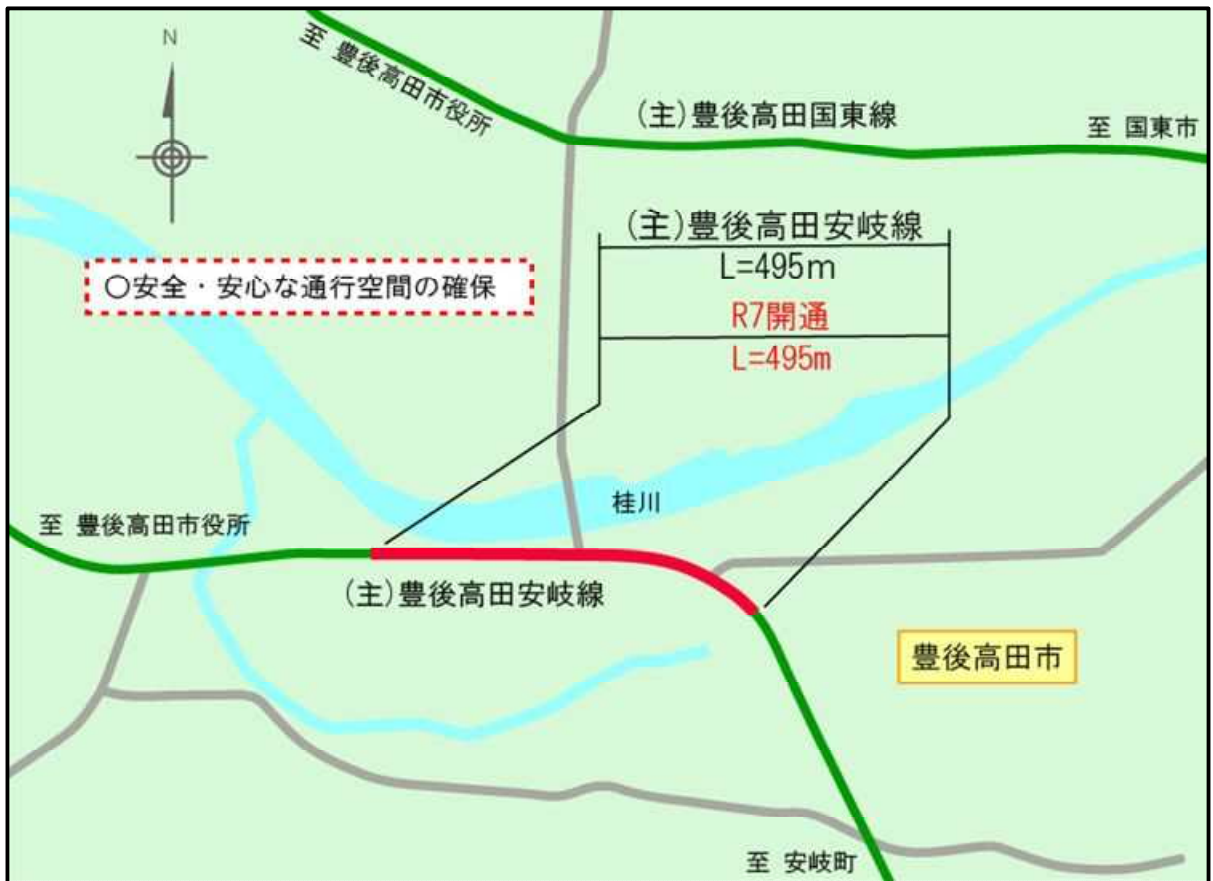 N
至 豊後高田市役所
(主)豊後高田国東線
至 国東市
(主)豊後高田安岐線
L=495m
R7開通
L=495m
○安全・安心な通行空間の確保
桂川
至 豊後高田市役所
(主)豊後高田安岐線
豊後高田市
至 安岐町